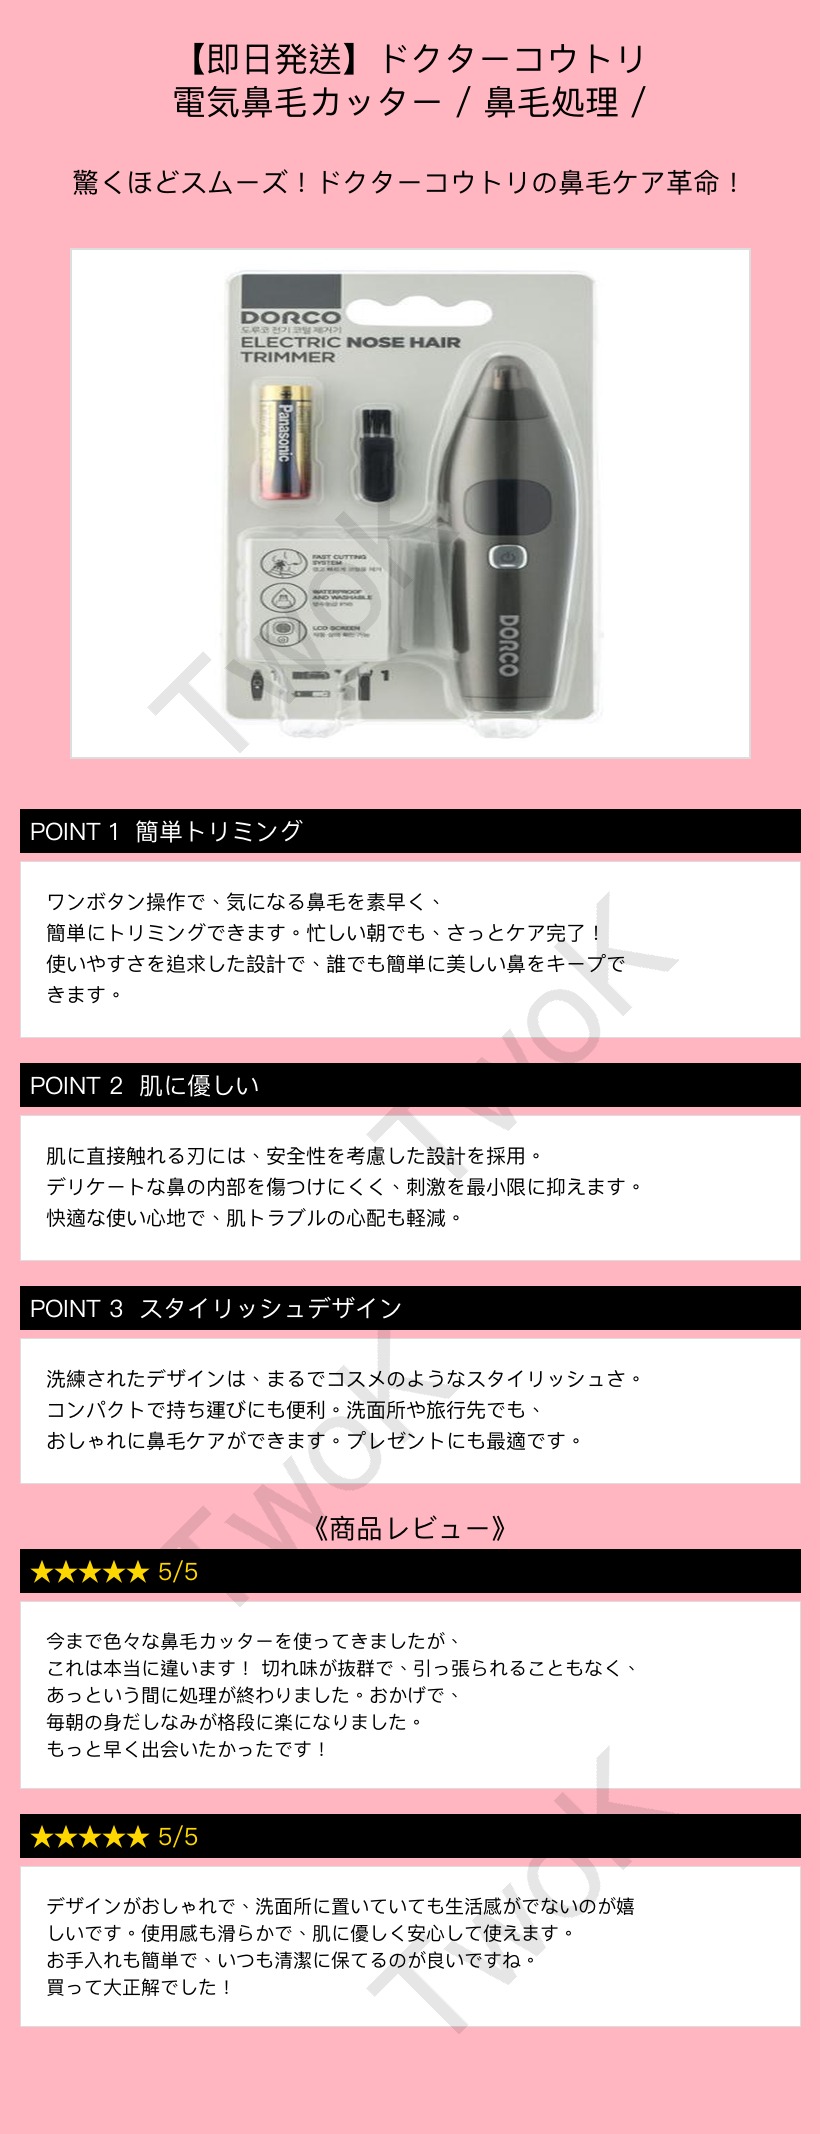 【即日発送】ドクターコウトリ
電気鼻毛カッター / 鼻毛処理 /
驚くほどスムーズ！ドクターコウトリの鼻毛ケア革命！
DORCO
도루코 전기 코털 제거기
ELECTRIC NOSE HAIR
TRIMMER
Panasonic
FAST CUTTING
SYSTEM
WATERPROOF
AND WASHABLE
LCD SCREEN
DORCO
1
TwoK
POINT 1 簡単トリミング
ワンボタン操作で、気になる鼻毛を素早く、
簡単にトリミングできます。忙しい朝でも、さっとケア完了！
使いやすさを追求した設計で、誰でも簡単に美しい鼻をキープで
きます。
TwoK
POINT 2 肌に優しい
肌に直接触れる刃には、安全性を考慮した設計を採用。
デリケートな鼻の内部を傷つけにくく、刺激を最小限に抑えます。
快適な使い心地で、肌トラブルの心配も軽減。
POINT 3 スタイリッシュデザイン
洗練されたデザインは、まるでコスメのようなスタイリッシュさ。
コンパクトで持ち運びにも便利。洗面所や旅行先でも、
おしゃれに鼻毛ケアができます。プレゼントにも最適です。
TwoK
《商品レビュー》
★★★★★ 5/5
今まで色々な鼻毛カッターを使ってきましたが、
これは本当に違います！ 切れ味が抜群で、引っ張られることもなく、
あっという間に処理が終わりました。おかげで、
毎朝の身だしなみが格段に楽になりました。
もっと早く出会いたかったです！
★★★★★ 5/5
デザインがおしゃれで、洗面所に置いていても生活感がでないのが嬉
しいです。使用感も滑らかで、肌に優しく安心して使えます。
お手入れも簡単で、いつも清潔に保てるのが良いですね。
買って大正解でした！
TwoK